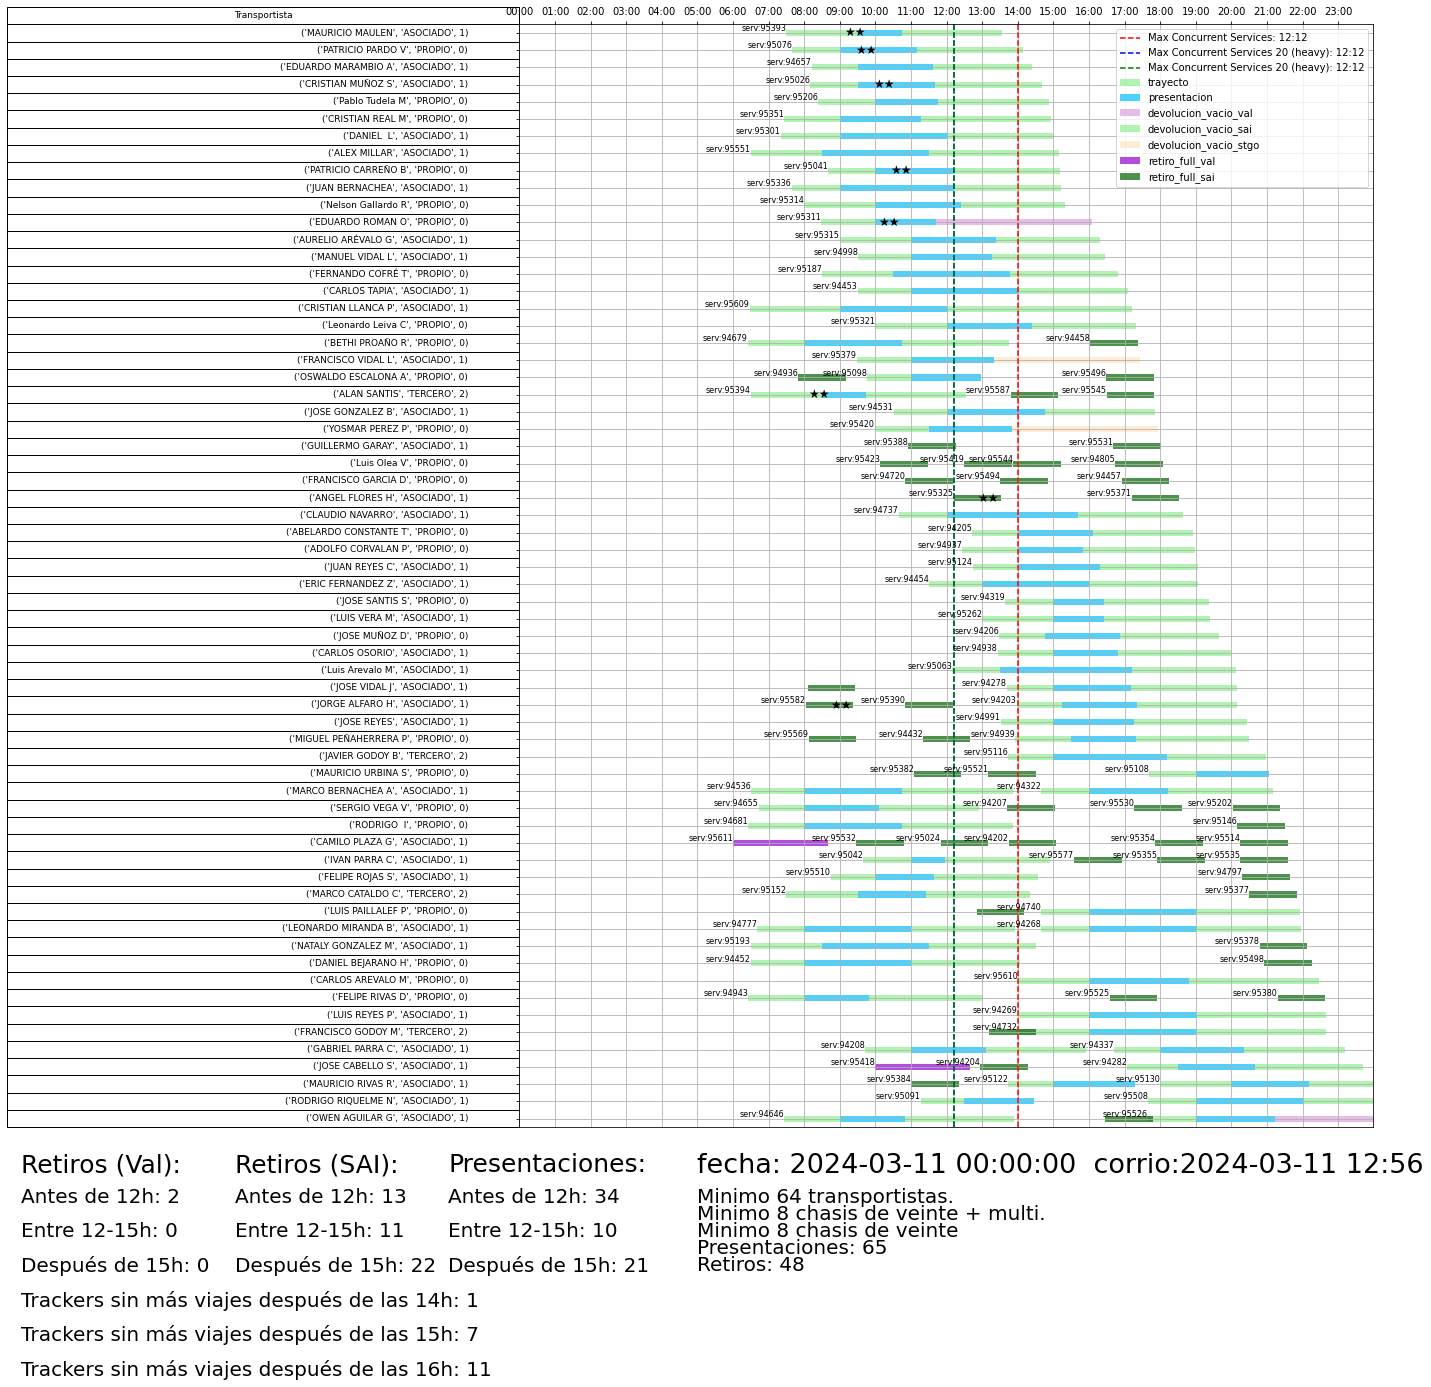 Transportista
00:00 01:00 02:00 03:00 04:00 05:00 06:00 07:00 08:00 09:00 10:00 11:00 12:00 13:00 14:00 15:00 16:00 17:00 18:00 19:00 20:00 21:00 22:00 23:00
Max Concurrent Services: 12:12
Max Concurrent Services 20 (heavy): 12:12
Max Concurrent Services 20 (heavy): 12:12
trayecto
presentacion
devolucion_vacio_val
devolucion_vacio_sai
devolucion_vacio_stgo
retiro_full_val
retiro_full_sai
('MAURICIO MAULEN', 'ASOCIADO', 1) serv:95393
('PATRICIO PARDO V', 'PROPIO', 0) serv:95076
('EDUARDO MARAMBIO A', 'ASOCIADO', 1) serv:94657
('CRISTIAN MUÑOZ S', 'ASOCIADO', 1) serv:95026
('Pablo Tudela M', 'PROPIO', 0) serv:95206
('CRISTIAN REAL M', 'PROPIO', 0) serv:95351
('DANIEL  L', 'ASOCIADO', 1) serv:95301
('ALEX MILLAR', 'ASOCIADO', 1) serv:95551
('PATRICIO CARREÑO B', 'PROPIO', 0) serv:95041
('JUAN BERNACHEA', 'ASOCIADO', 1) serv:95336
('Nelson Gallardo R', 'PROPIO', 0) serv:95314
('EDUARDO ROMAN O', 'PROPIO', 0) serv:95311
('AURELIO ARÉVALO G', 'ASOCIADO', 1) serv:95315
('MANUEL VIDAL L', 'ASOCIADO', 1) serv:94998
('FERNANDO COFRÉ T', 'PROPIO', 0) serv:95187
('CARLOS TAPIA', 'ASOCIADO', 1) serv:94453
('CRISTIAN LLANCA P', 'ASOCIADO', 1) serv:95609
('Leonardo Leiva C', 'PROPIO', 0) serv:95321
('BETHI PROAÑO R', 'PROPIO', 0) serv:94679 serv:94458
('FRANCISCO VIDAL L', 'ASOCIADO', 1) serv:95379
('OSWALDO ESCALONA A', 'PROPIO', 0) serv:94936 serv:95098 serv:95496
('ALAN SANTIS', 'TERCERO', 2) serv:95394 serv:95587 serv:95545
('JOSE GONZALEZ B', 'ASOCIADO', 1) serv:94531
('YOSMAR PEREZ P', 'PROPIO', 0) serv:95420
('GUILLERMO GARAY', 'ASOCIADO', 1) serv:95388 serv:95531
('Luis Olea V', 'PROPIO', 0) serv:95423 serv:95419 serv:95544 serv:94805
('FRANCISCO GARCIA D', 'PROPIO', 0) serv:94720 serv:95494 serv:94457
('ANGEL FLORES H', 'ASOCIADO', 1) serv:95325 serv:95371
('CLAUDIO NAVARRO', 'ASOCIADO', 1) serv:94737
('ABELARDO CONSTANTE T', 'PROPIO', 0) serv:94205
('ADOLFO CORVALAN P', 'PROPIO', 0) serv:94937
('JUAN REYES C', 'ASOCIADO', 1) serv:95124
('ERIC FERNANDEZ Z', 'ASOCIADO', 1) serv:94454
('JOSE SANTIS S', 'PROPIO', 0) serv:94319
('LUIS VERA M', 'ASOCIADO', 1) serv:95262
('JOSE MUÑOZ D', 'PROPIO', 0) serv:94206
('CARLOS OSORIO', 'ASOCIADO', 1) serv:94938
('Luis Arevalo M', 'PROPIO', 1) serv:95063
('JOSE VIDAL J', 'ASOCIADO', 1) serv:94278
('JORGE ALFARO H', 'ASOCIADO', 1) serv:95582 serv:95390 serv:94203
('JOSE REYES', 'ASOCIADO', 1) serv:94991
('MIGUEL PEÑAHERRERA P', 'PROPIO', 0) serv:95569 serv:94432 serv:94939
('JAVIER GODOY B', 'TERCERO', 2) serv:95116
('MAURICIO URBINA S', 'PROPIO', 0) serv:95382 serv:95521 serv:95108
('MARCO BERNACHEA A', 'ASOCIADO', 1) serv:94536 serv:94322
('SERGIO VEGA V', 'PROPIO', 0) serv:94655 serv:94207 serv:95530 serv:95202
('RODRIGO  I', 'PROPIO', 0) serv:94681 serv:95146
('CAMILO PLAZA G', 'ASOCIADO', 1) serv:95611 serv:95532 serv:95024 serv:94202 serv:95354 serv:95514
('IVAN PARRA C', 'ASOCIADO', 1) serv:95042 serv:95577 serv:95355 serv:95535
('FELIPE ROJAS S', 'ASOCIADO', 1) serv:95510 serv:94797
('MARCO CATALDO C', 'TERCERO', 2) serv:95152 serv:95377
('LUIS PAILLALEF P', 'PROPIO', 0) serv:94740
('LEONARDO MIRANDA B', 'ASOCIADO', 1) serv:94777 serv:94268
('NATALY GONZALEZ M', 'ASOCIADO', 1) serv:95193 serv:95378
('DANIEL BEJARANO H', 'PROPIO', 0) serv:94452 serv:95498
('CARLOS AREVALO M', 'PROPIO', 0) serv:95610
('FELIPE RIVAS D', 'PROPIO', 0) serv:94943 serv:95525 serv:95380
('LUIS REYES P', 'ASOCIADO', 1) serv:94269
('FRANCISCO GODOY M', 'TERCERO', 2) serv:94732
('GABRIEL PARRA C', 'ASOCIADO', 1) serv:94208 serv:94337
('JOSE CABELLO S', 'ASOCIADO', 1) serv:95418 serv:94204 serv:94282
('MAURICIO RIVAS R', 'ASOCIADO', 1) serv:95384 serv:95122 serv:95130
('RODRIGO RIQUELME N', 'ASOCIADO', 1) serv:95091 serv:95508
('OWEN AGUILAR G', 'ASOCIADO', 1) serv:94646 serv:95526
Retiros (Val): Retiros (SAI): Presentaciones: fecha: 2024-03-11 00:00:00  corrio:2024-03-11 12:56
Antes de 12h: 2 Antes de 12h: 13 Antes de 12h: 34 Minimo 64 transportistas.
Minimo 8 chasis de veinte + multi.
Entre 12-15h: 0 Entre 12-15h: 11 Entre 12-15h: 10 Minimo 8 chasis de veinte
Presentaciones: 65
Después de 15h: 0 Después de 15h: 22 Después de 15h: 21 Retiros: 48
Trackers sin más viajes después de las 14h: 1
Trackers sin más viajes después de las 15h: 7
Trackers sin más viajes después de las 16h: 11